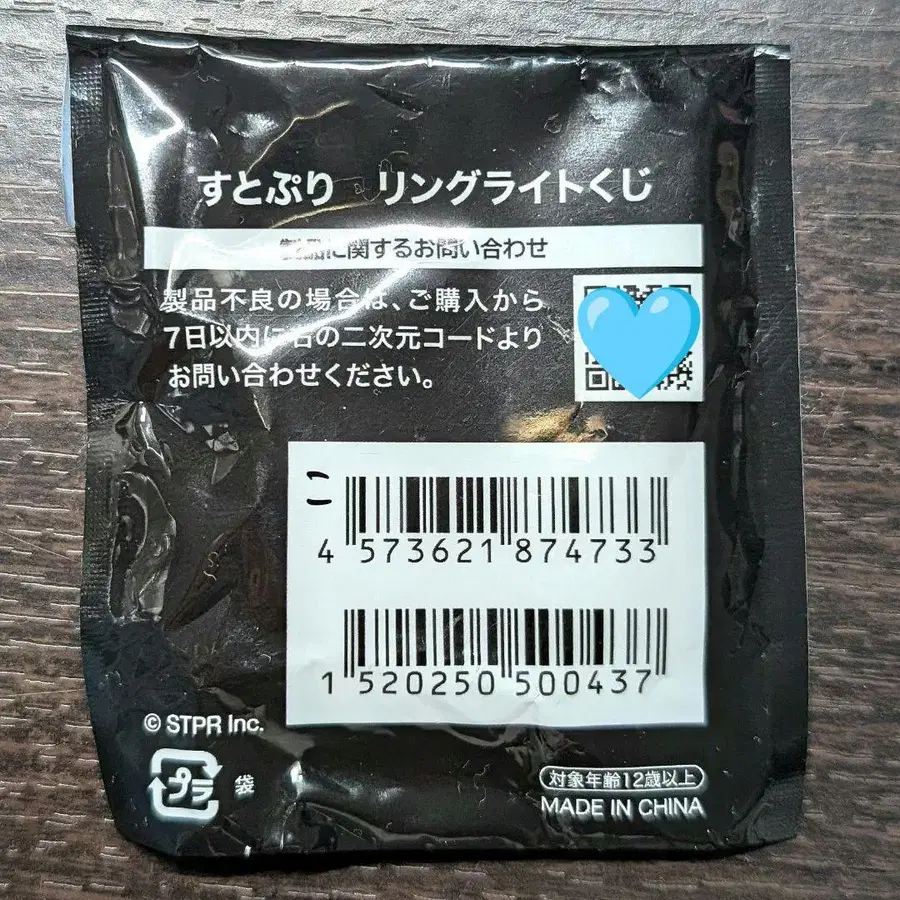 すとぷり リングライトくじ
製品に関するお問い合わせ
製品不良の場合は、ご購入から
7日以内に右の二次元コードより
お問い合わせください。
こ
4 573621 874733
1 520250 500437
© STPR Inc.
プラ 袋
対象年齢12歳以上
MADE IN CHINA